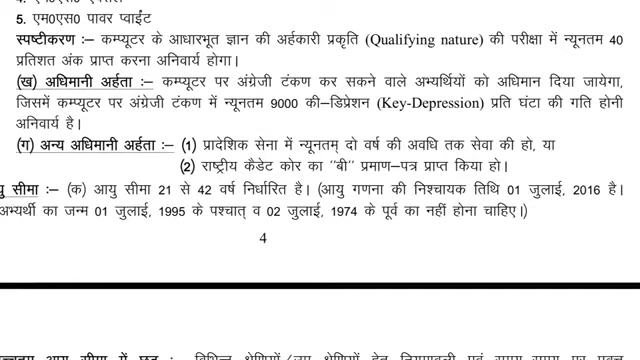 5. एम0एस0 पावर प्वाईंट
स्पष्टीकरण :– कम्प्यूटर के आधारभूत ज्ञान की अर्हकारी प्रकृति (Qualifying nature) की परीक्षा में न्यूनतम 40
प्रतिशत अंक प्राप्त करना अनिवार्य होगा।
(ख) अधिमानी अर्हता :– कम्प्यूटर पर अंग्रेजी टंकण कर सकने वाले अभ्यर्थियों को अधिमान दिया जायेगा,
जिसमें कम्प्यूटर पर अंग्रेजी टंकण में न्यूनतम 9000 की–डिप्रेशन (Key-Depression) प्रति घंटा की गति होनी
अनिवार्य है।
(ग) अन्य अधिमानी अर्हता :– (1) प्रादेशिक सेना में न्यूनतम् दो वर्ष की अवधि तक सेवा की हो, या
(2) राष्ट्रीय कैडेट कोर का "बी" प्रमाण–पत्र प्राप्त किया हो।
यु सीमा :– (क) आयु सीमा 21 से 42 वर्ष निर्धारित है। (आयु गणना की निश्चायक तिथि 01 जुलाई, 2016 है।
अभ्यर्थी का जन्म 01 जुलाई, 1995 के पश्चात् व 02 जुलाई, 1974 के पूर्व का नहीं होना चाहिए।)
4